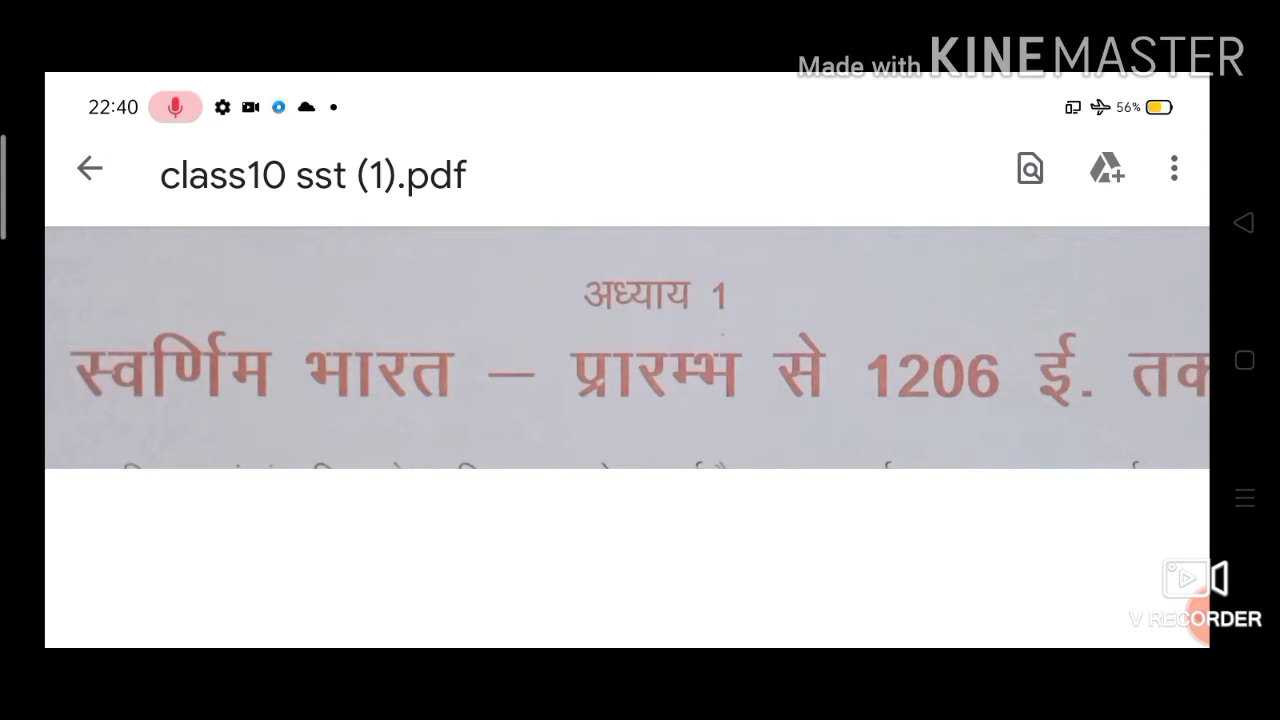 Made with KINEMASTER
22:40
56%
class10 sst (1).pdf
अध्याय 1
स्वर्णिम भारत – प्रारम्भ से 1206 ई. तक
V RECORDER